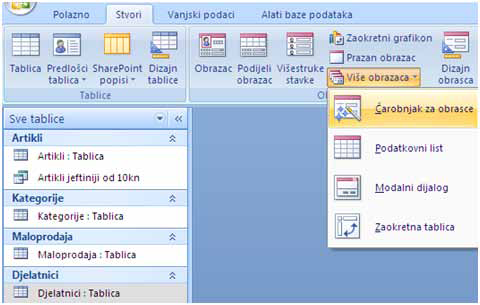 Polazno Stvori Vanjski podaci Alati baze podataka
Tablica
Predlošci tablica
SharePoint popisi
Dizajn tablice
Tablice
Obrazac
Podijeli obrazac
Višestruke stavke
Zaokretni grafikon
Prazan obrazac
Više obrazaca
Dizajn obrasca
Čarobnjak za obrasce
Podatkovni list
Modalni dijalog
Zaokretna tablica
Sve tablice
Artikli
Artikli : Tablica
Artikli jeftiniji od 10kn
Kategorije
Kategorije : Tablica
Maloprodaja
Maloprodaja : Tablica
Djelatnici
Djelatnici : Tablica